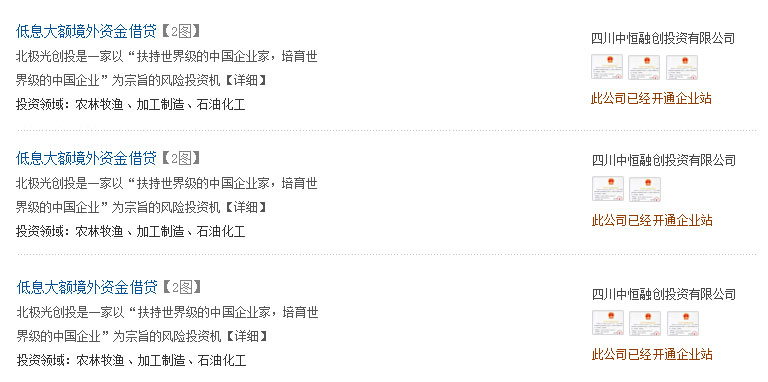 低息大额境外资金借贷【2图】
北极光创投是一家以“扶持世界级的中国企业家，培育世
界级的中国企业”为宗旨的风险投资机【详细】
投资领域：农林牧渔、加工制造、石油化工
四川中恒融创投资有限公司
此公司已经开通企业站
低息大额境外资金借贷【2图】
北极光创投是一家以“扶持世界级的中国企业家，培育世
界级的中国企业”为宗旨的风险投资机【详细】
投资领域：农林牧渔、加工制造、石油化工
四川中恒融创投资有限公司
此公司已经开通企业站
低息大额境外资金借贷【2图】
北极光创投是一家以“扶持世界级的中国企业家，培育世
界级的中国企业”为宗旨的风险投资机【详细】
投资领域：农林牧渔、加工制造、石油化工
四川中恒融创投资有限公司
此公司已经开通企业站